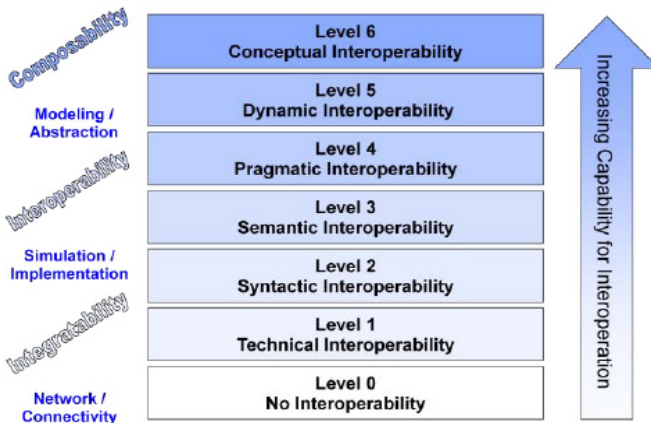 Composability
Modeling /
Abstraction
Interoperability
Simulation /
Implementation
Integratability
Network /
Connectivity
Level 6
Conceptual Interoperability
Level 5
Dynamic Interoperability
Level 4
Pragmatic Interoperability
Level 3
Semantic Interoperability
Level 2
Syntactic Interoperability
Level 1
Technical Interoperability
Level 0
No Interoperability
Increasing Capability for Interoperation